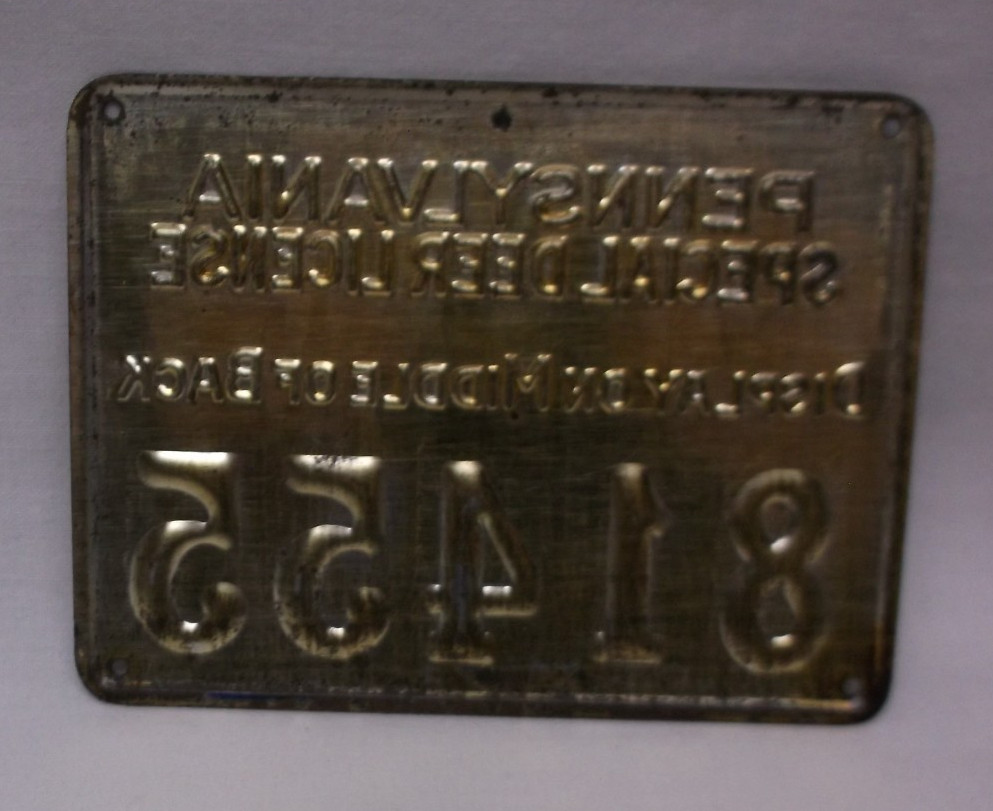 PENNSYLVANIA
SPECIAL DEER LICENSE
DISPLAY ON MIDDLE OF BACK
81455